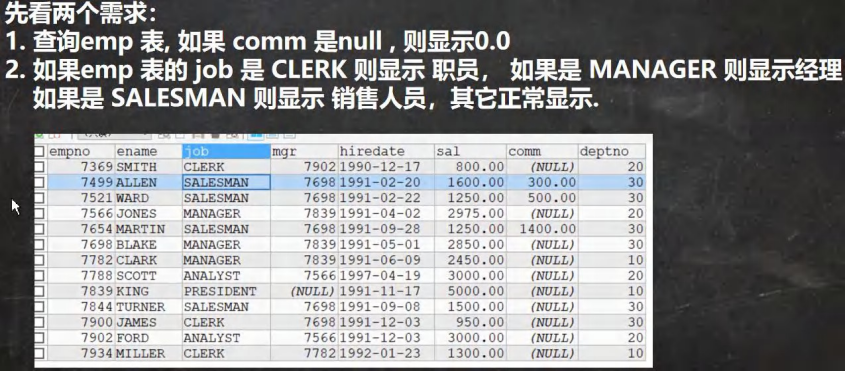 先看两个需求:
1. 查询emp 表, 如果 comm 是null , 则显示0.0
2. 如果emp 表的 job 是 CLERK 则显示 职员， 如果是 MANAGER 则显示经理
如果是 SALESMAN 则显示 销售人员，其它正常显示.
empno ename job mgr hiredate sal comm deptno
7369 SMITH CLERK 7902 1990-12-17 800.00 (NULL) 20
7499 ALLEN SALESMAN 7698 1991-02-20 1600.00 300.00 30
7521 WARD SALESMAN 7698 1991-02-22 1250.00 500.00 30
7566 JONES MANAGER 7839 1991-04-02 2975.00 (NULL) 20
7654 MARTIN SALESMAN 7698 1991-09-28 1250.00 1400.00 30
7698 BLAKE MANAGER 7839 1991-05-01 2850.00 (NULL) 30
7782 CLARK MANAGER 7839 1991-06-09 2450.00 (NULL) 10
7788 SCOTT ANALYST 7566 1997-04-19 3000.00 (NULL) 20
7839 KING PRESIDENT (NULL) 1991-11-17 5000.00 (NULL) 10
7844 TURNER SALESMAN 7698 1991-09-08 1500.00 (NULL) 30
7900 JAMES CLERK 7698 1991-12-03 950.00 (NULL) 30
7902 FORD ANALYST 7566 1991-12-03 3000.00 (NULL) 20
7934 MILLER CLERK 7782 1992-01-23 1300.00 (NULL) 10